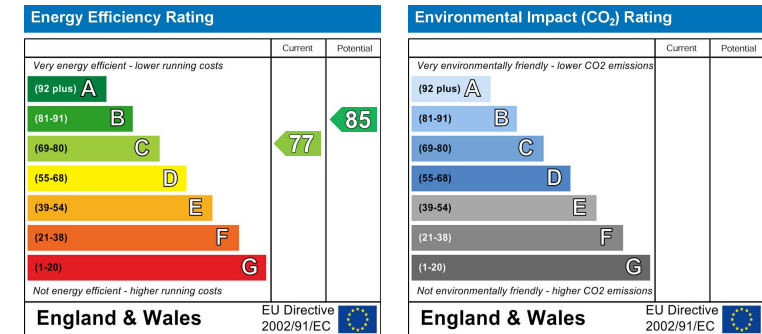 Energy Efficiency Rating
Current Potential
Very energy efficient - lower running costs
(92 plus) A
(81-91) B
85
(69-80) C
77
(55-68) D
(39-54) E
(21-38) F
(1-20) G
Not energy efficient - higher running costs
England & Wales
EU Directive
2002/91/EC
Environmental Impact (CO₂) Rating
Current Potential
Very environmentally friendly - lower CO2 emissions
(92 plus) A
(81-91) B
(69-80) C
(55-68) D
(39-54) E
(21-38) F
(1-20) G
Not environmentally friendly - higher CO2 emissions
England & Wales
EU Directive
2002/91/EC